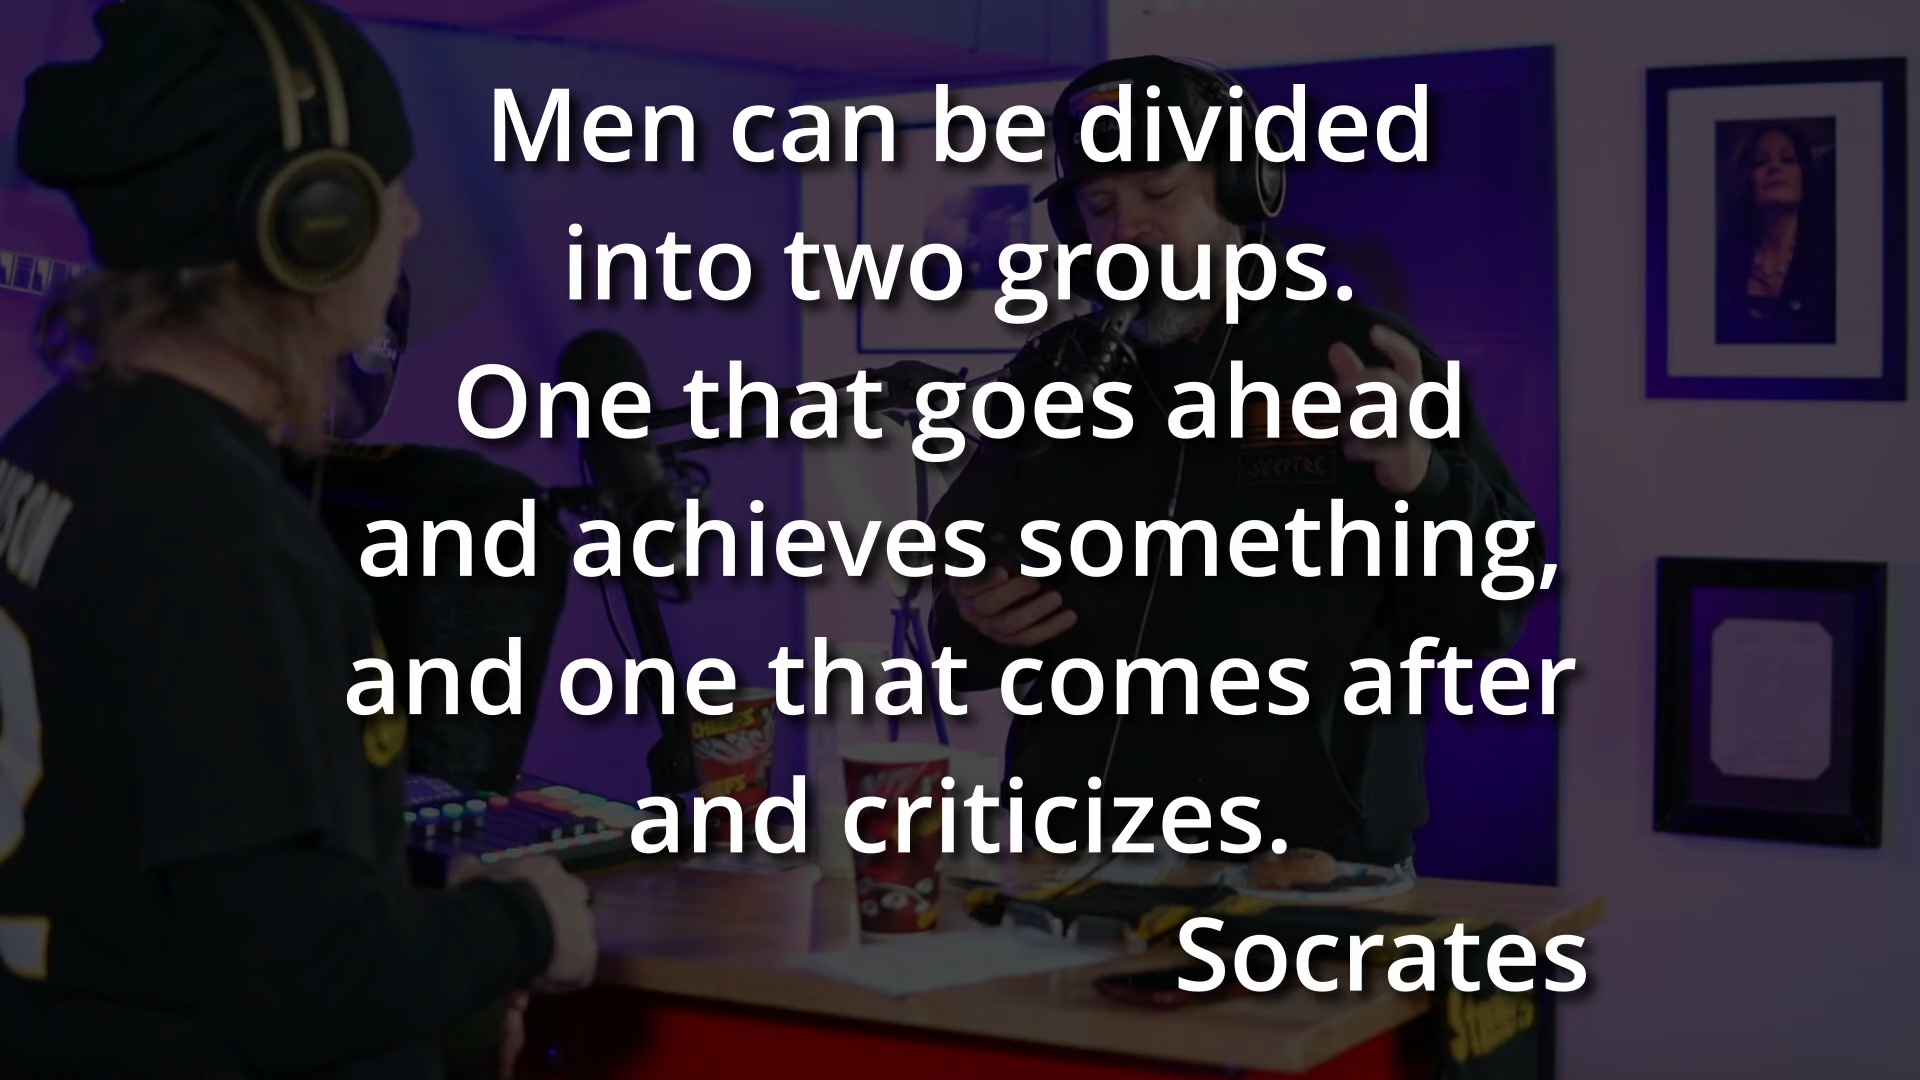 Men can be divided
into two groups.
One that goes ahead
and achieves something,
and one that comes after
and criticizes.
Socrates
SCEPTRE